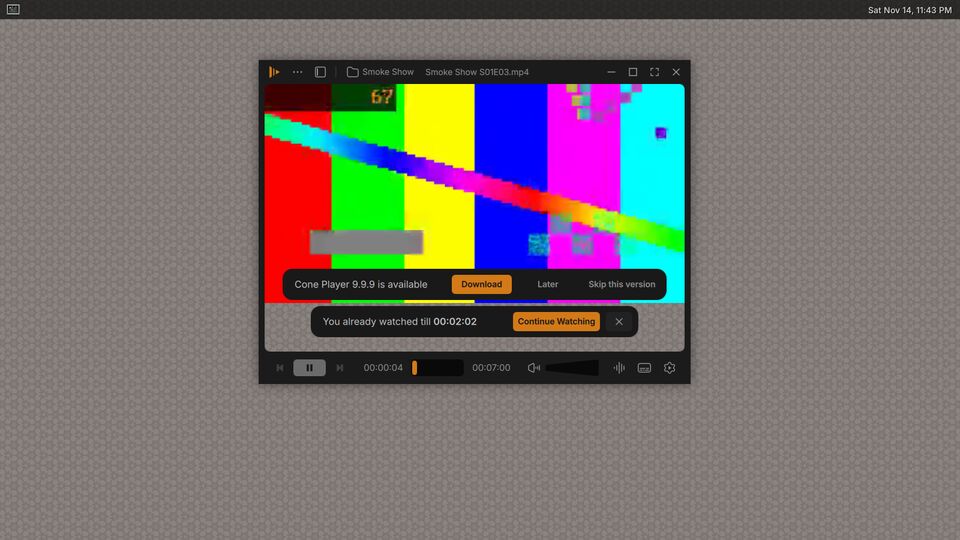 Sat Nov 14, 11:43 PM
Smoke Show Smoke Show S01E03.mp4
67
Cone Player 9.9.9 is available Download Later Skip this version
You already watched till 00:02:02 Continue Watching
00:00:04 00:07:00